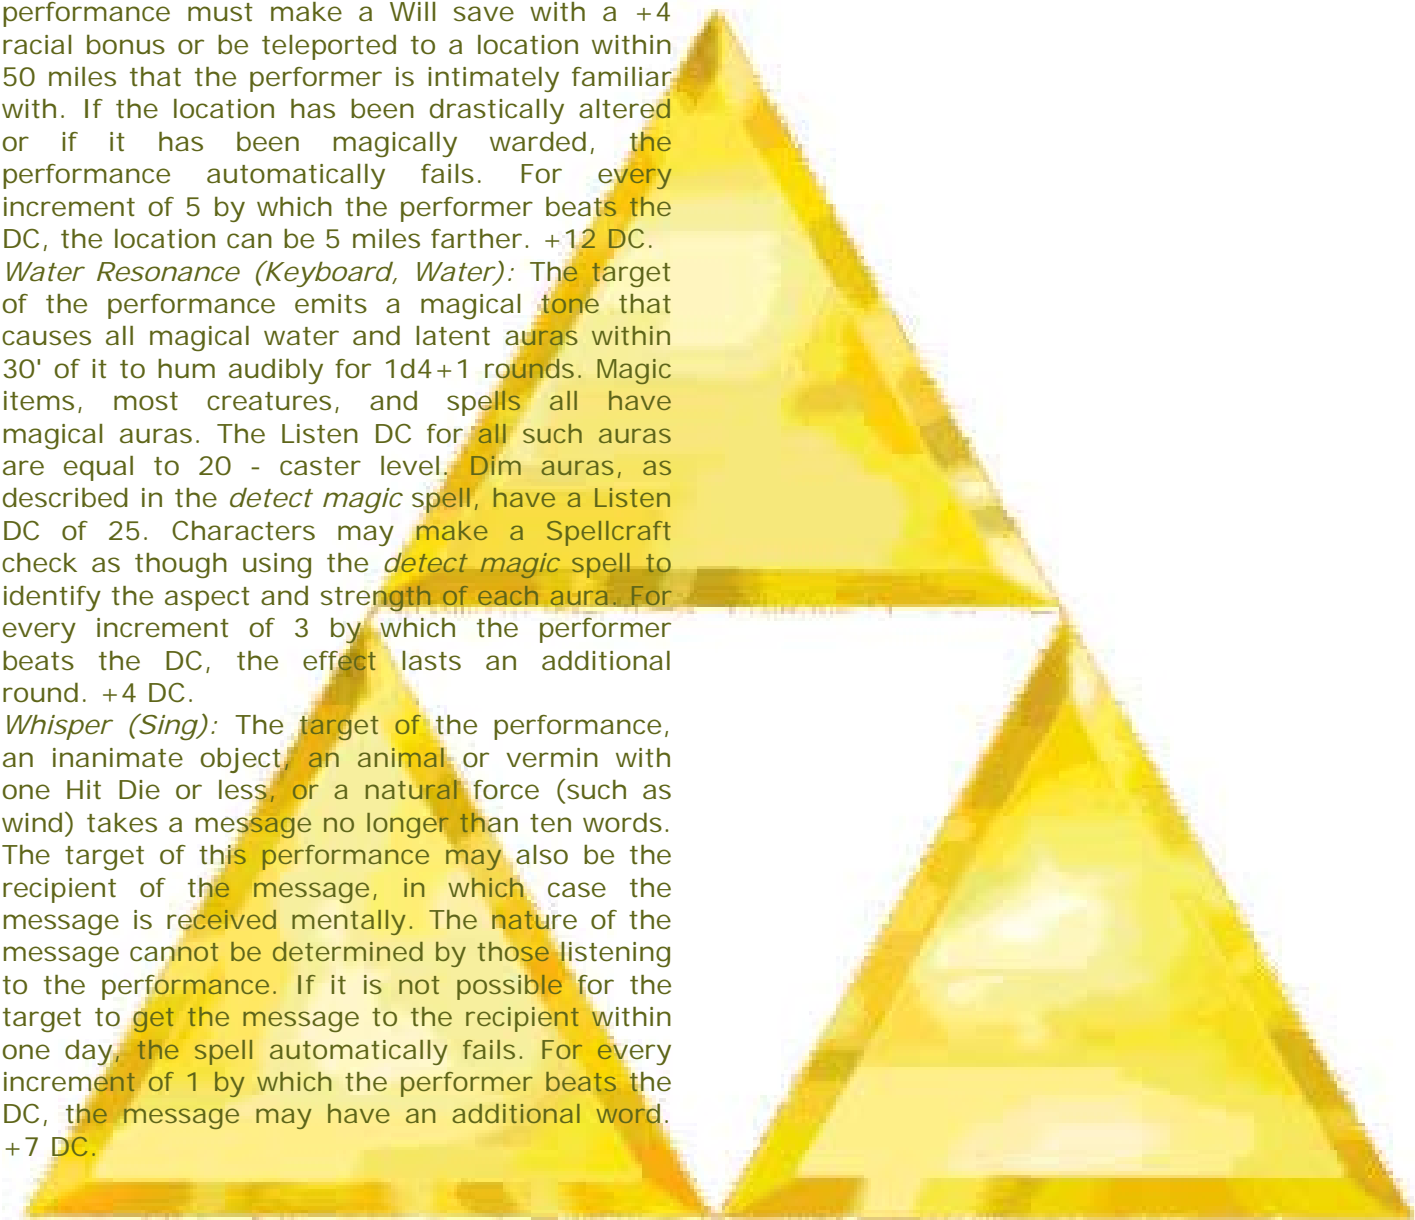 performance must make a Will save with a +4
racial bonus or be teleported to a location within
50 miles that the performer is intimately familiar
with. If the location has been drastically altered
or if it has been magically warded, the
performance automatically fails. For every
increment of 5 by which the performer beats the
DC, the location can be 5 miles farther. +12 DC.
Water Resonance (Keyboard, Water): The target
of the performance emits a magical tone that
causes all magical water and latent auras within
30' of it to hum audibly for 1d4+1 rounds. Magic
items, most creatures, and spells all have
magical auras. The Listen DC for all such auras
are equal to 20 - caster level. Dim auras, as
described in the detect magic spell, have a Listen
DC of 25. Characters may make a Spellcraft
check as though using the detect magic spell to
identify the aspect and strength of each aura. For
every increment of 3 by which the performer
beats the DC, the effect lasts an additional
round. +4 DC.
Whisper (Sing): The target of the performance,
an inanimate object, an animal or vermin with
one Hit Die or less, or a natural force (such as
wind) takes a message no longer than ten words.
The target of this performance may also be the
recipient of the message, in which case the
message is received mentally. The nature of the
message cannot be determined by those listening
to the performance. If it is not possible for the
target to get the message to the recipient within
one day, the spell automatically fails. For every
increment of 1 by which the performer beats the
DC, the message may have an additional word.
+7 DC.